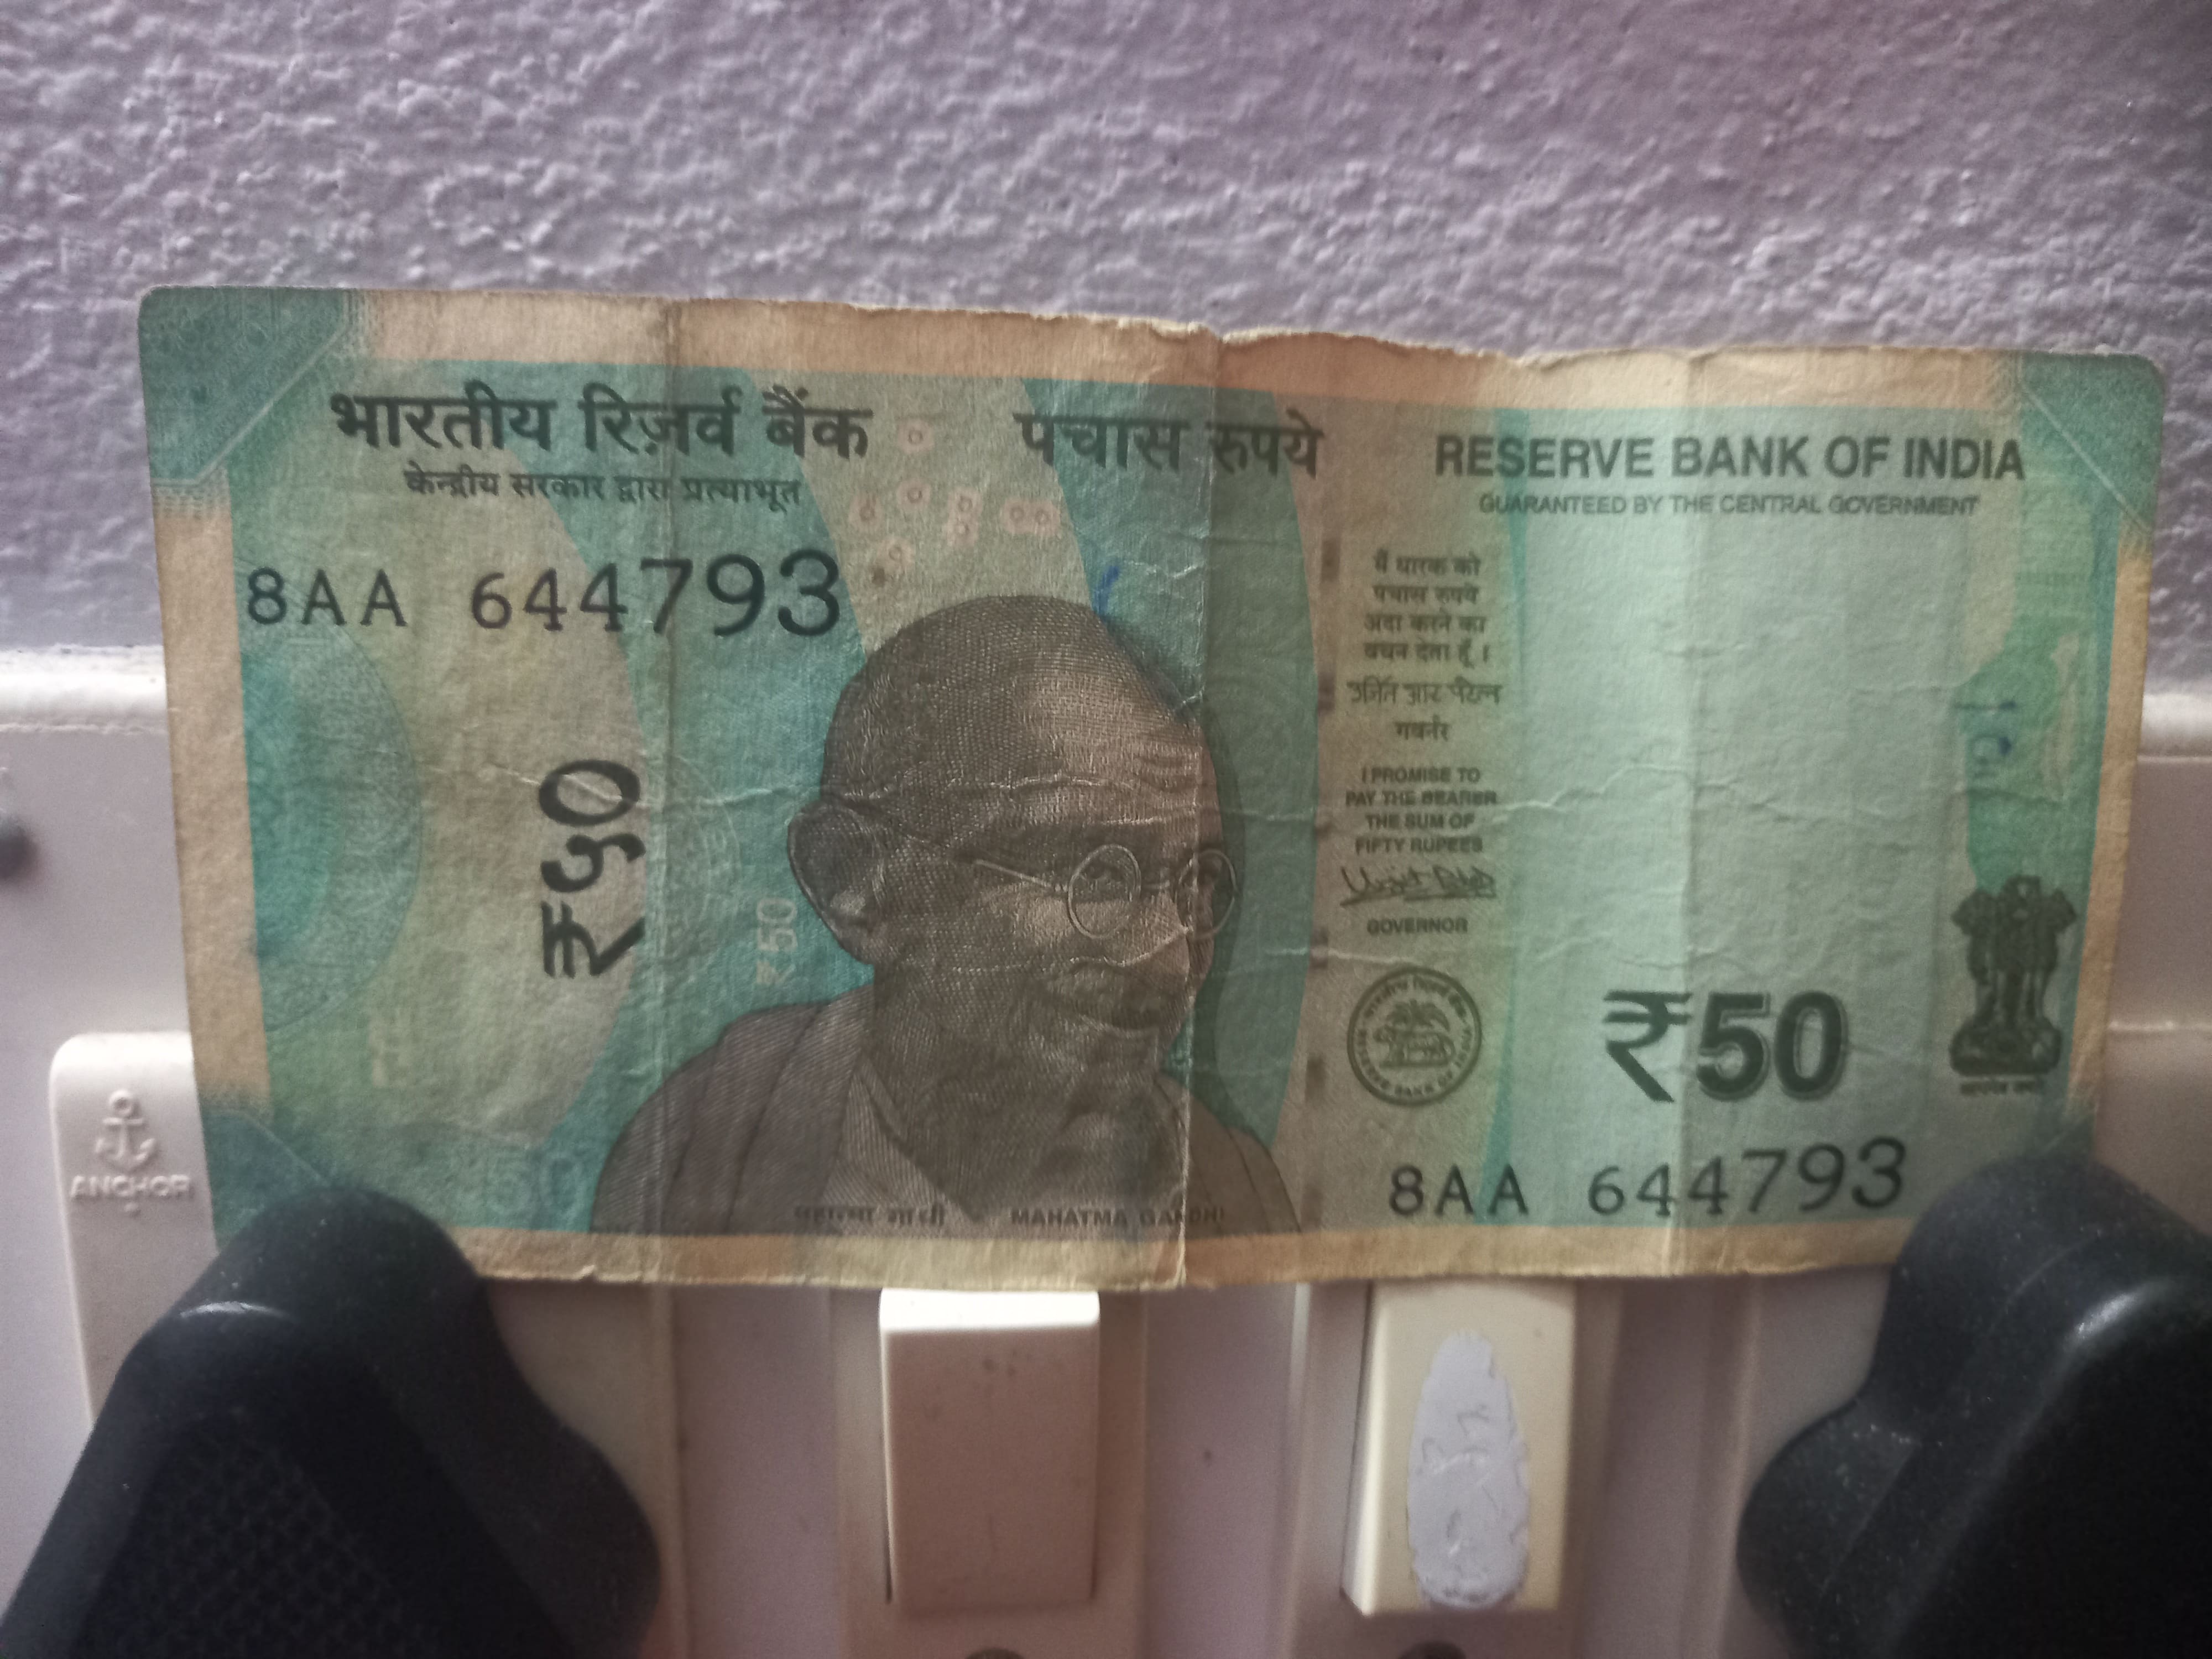 भारतीय रिज़र्व बैंक
केन्द्रीय सरकार द्वारा प्रत्याभूत
पचास रुपये
RESERVE BANK OF INDIA
GUARANTEED BY THE CENTRAL GOVERNMENT
8AA 644793
₹५०
₹50
मैं धारक को
पचास रुपये
अदा करने का
वचन देता हूँ ।
गवर्नर
I PROMISE TO
PAY THE BEARER
THE SUM OF
FIFTY RUPEES
GOVERNOR
₹50
8AA 644793
50
महात्मा गांधी
MAHATMA GANDHI
ANCHOR